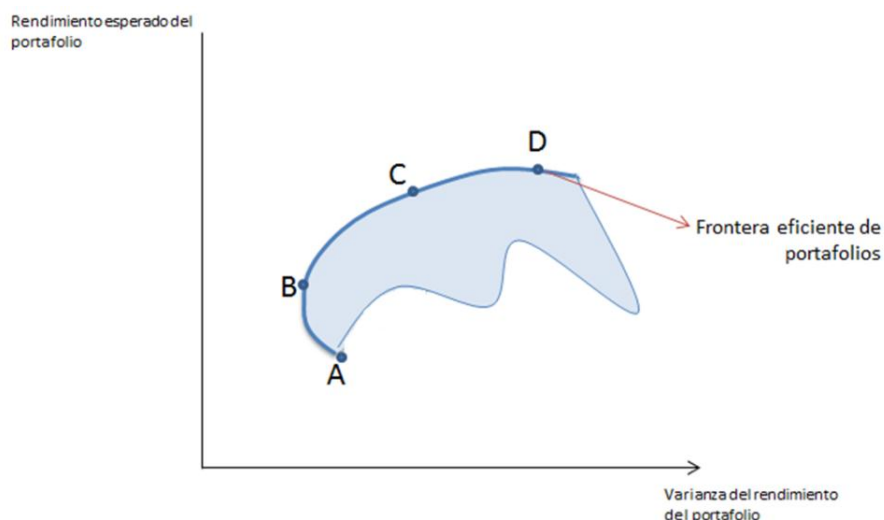 Rendimiento esperado del
portafolio
D
C
B
A
Frontera eficiente de
portafolios
Varianza del rendimiento
del portafolio